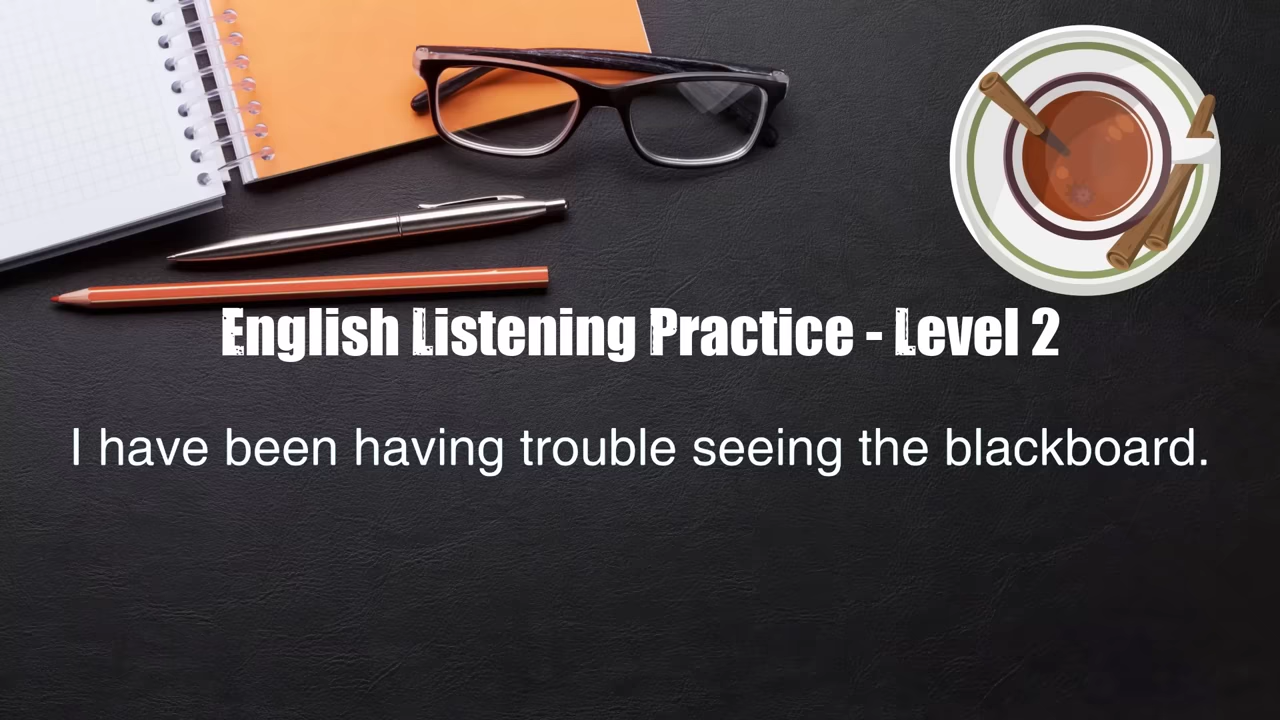 English Listening Practice - Level 2
I have been having trouble seeing the blackboard.